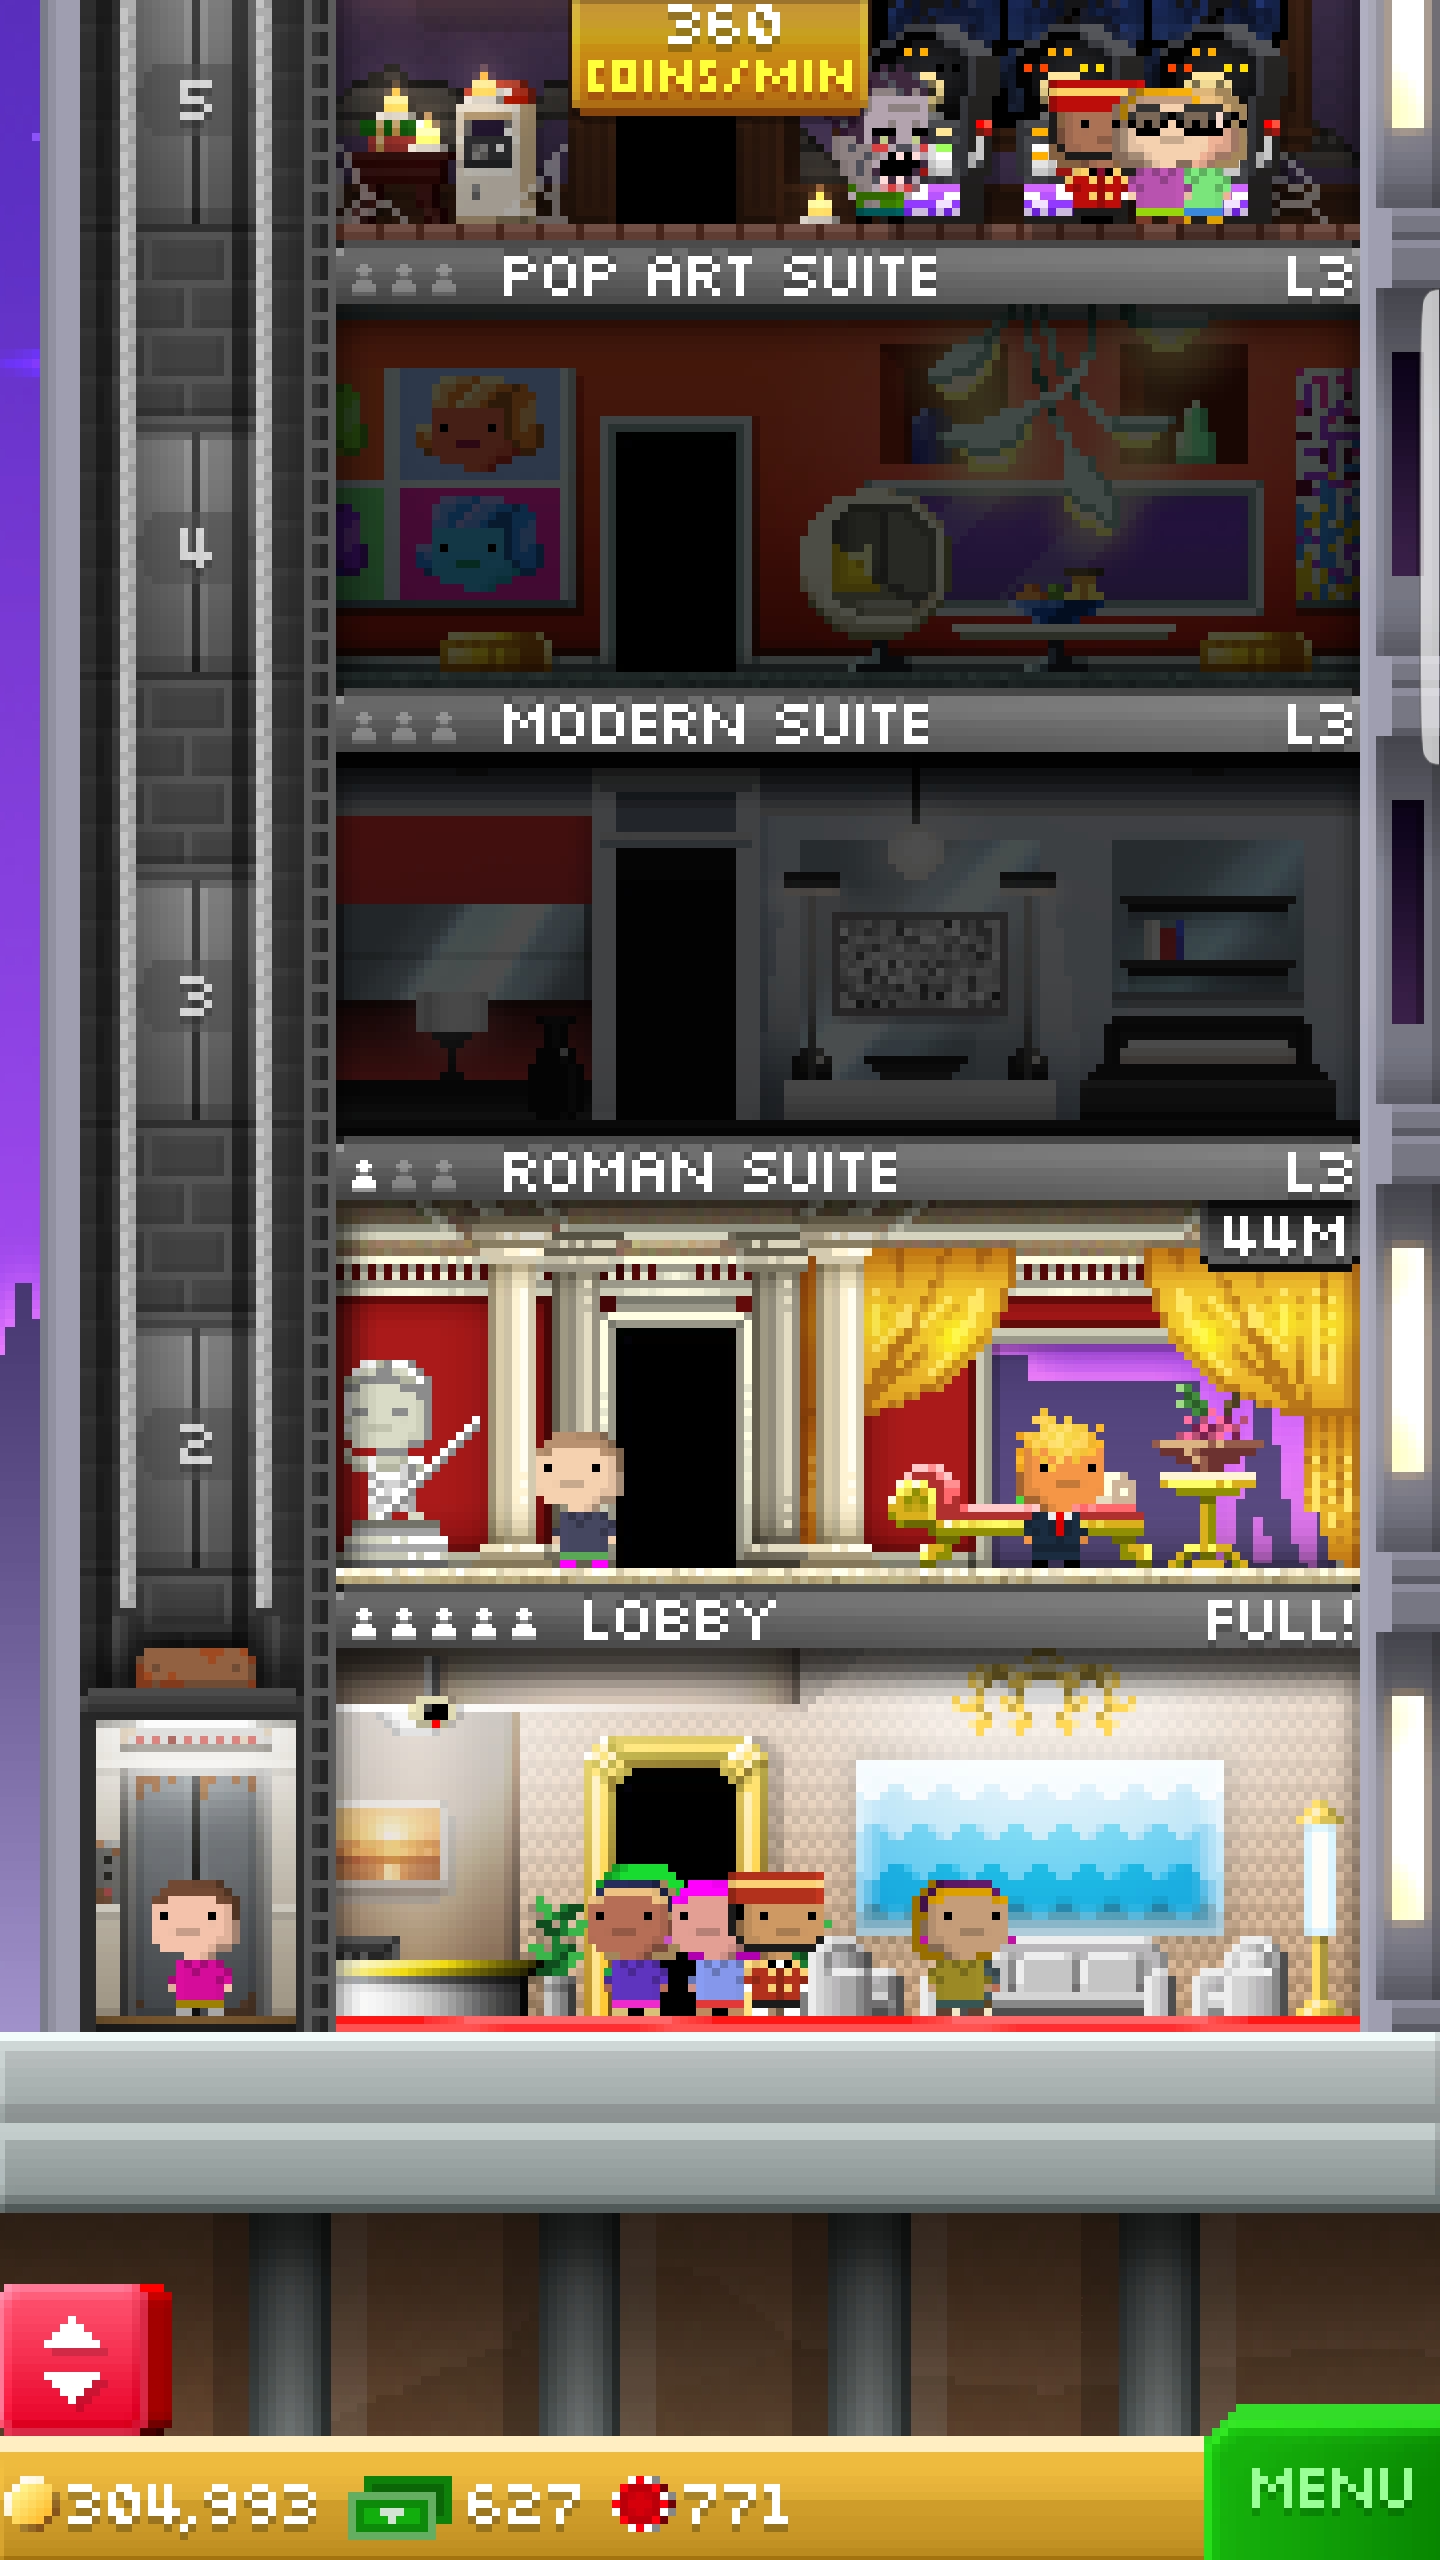 360
COINS/MIN
5
POP ART SUITE L3
4
MODERN SUITE L3
3
ROMAN SUITE L3
44M
2
LOBBY FULL!
304,993 627 771
MENU